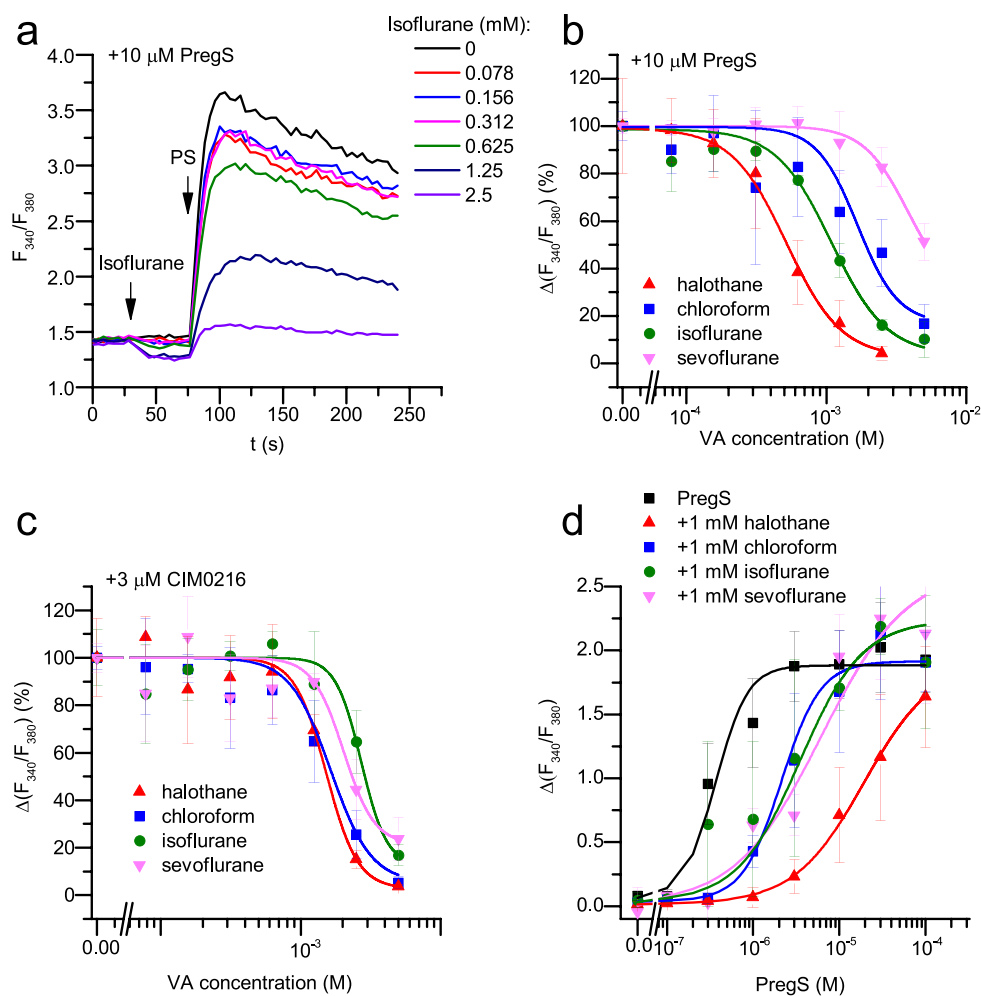 a
+10 μM PregS
Isoflurane (mM):
0
0.078
0.156
0.312
0.625
1.25
2.5
PS
Isoflurane
4.0
3.5
3.0
2.5
2.0
1.5
1.0
F340/F380
0 50 100 150 200 250
t (s)
b
+10 μM PregS
120
100
80
60
40
20
0
Δ(F340/F380) (%)
halothane
chloroform
isoflurane
sevoflurane
0.00 10-4 10-3 10-2
VA concentration (M)
c
+3 μM CIM0216
120
100
80
60
40
20
0
Δ(F340/F380) (%)
halothane
chloroform
isoflurane
sevoflurane
0.00 10-3
VA concentration (M)
d
PregS
+1 mM halothane
+1 mM chloroform
+1 mM isoflurane
+1 mM sevoflurane
2.5
2.0
1.5
1.0
0.5
0.0
Δ(F340/F380)
0.0 10-7 10-6 10-5 10-4
PregS (M)